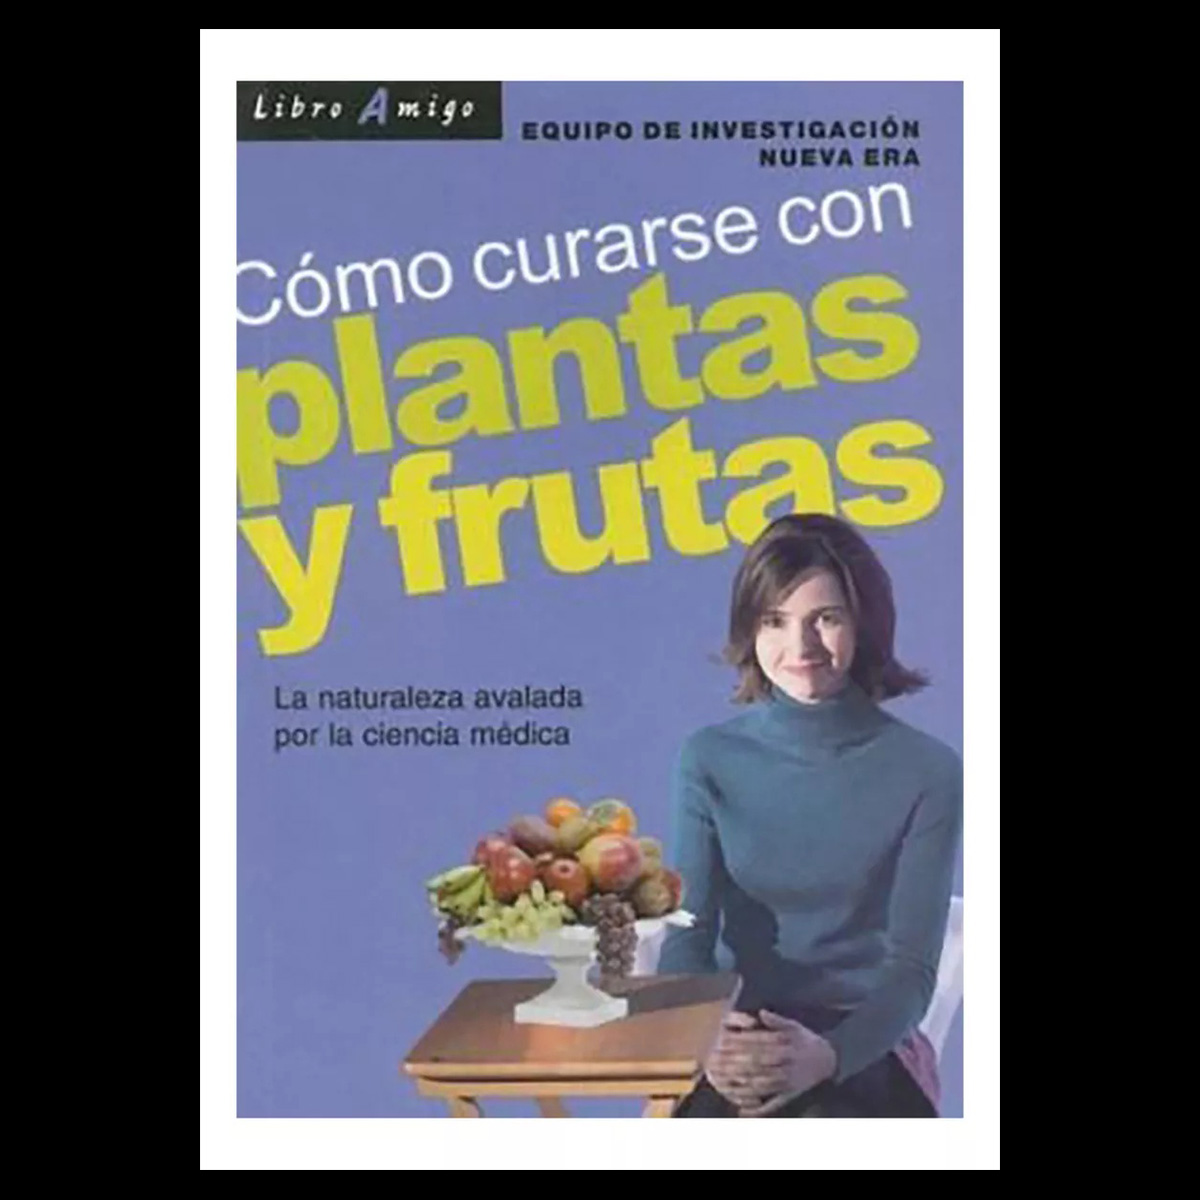 Libro Amigo
EQUIPO DE INVESTIGACIÓN
NUEVA ERA
Cómo curarse con
plantas
y frutas
La naturaleza avalada
por la ciencia médica